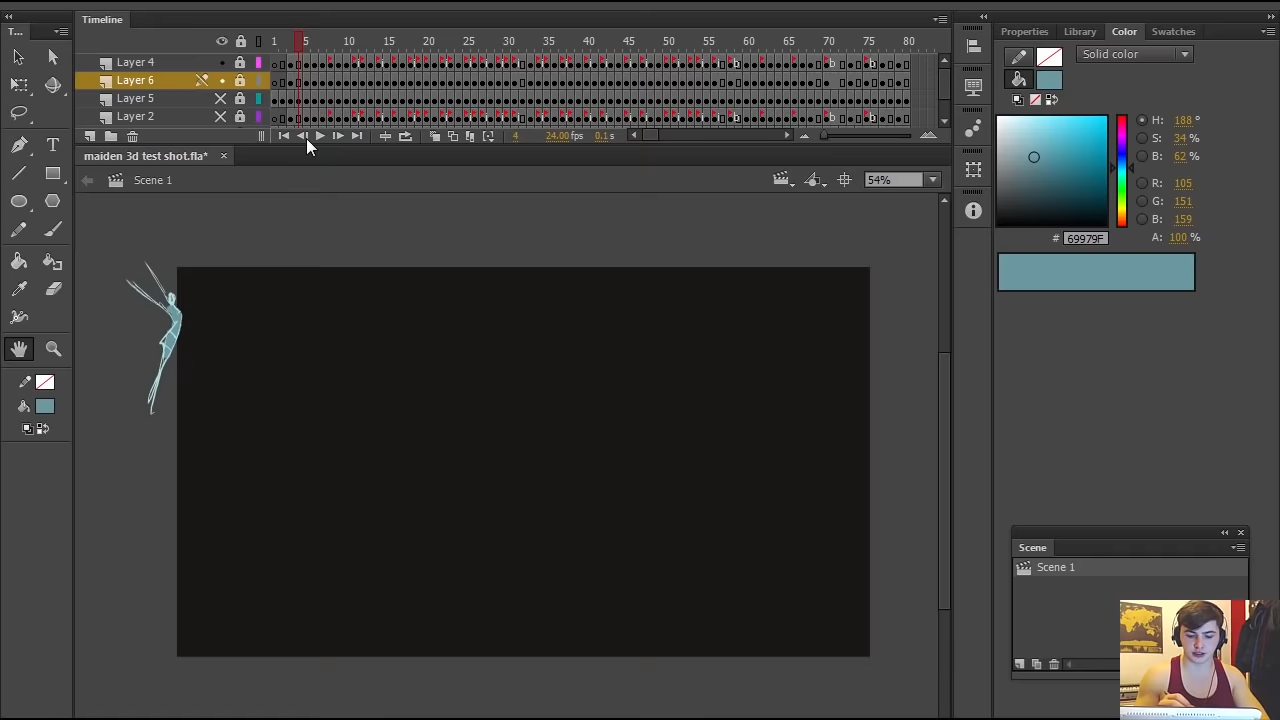 Timeline
T...
Properties
Library
Color
Swatches
1 5 10 15 20 25 30 35 40 45 50 55 60 65 70 75 80
Layer 4
Layer 6
Layer 5
Layer 2
4 24.00 fps 0.1 s
maiden 3d test shot.fla*
Scene 1
54%
Solid color
H: 188 °
S: 34 %
B: 62 %
R: 105
G: 151
B: 159
# 69979F
A: 100 %
Scene
Scene 1